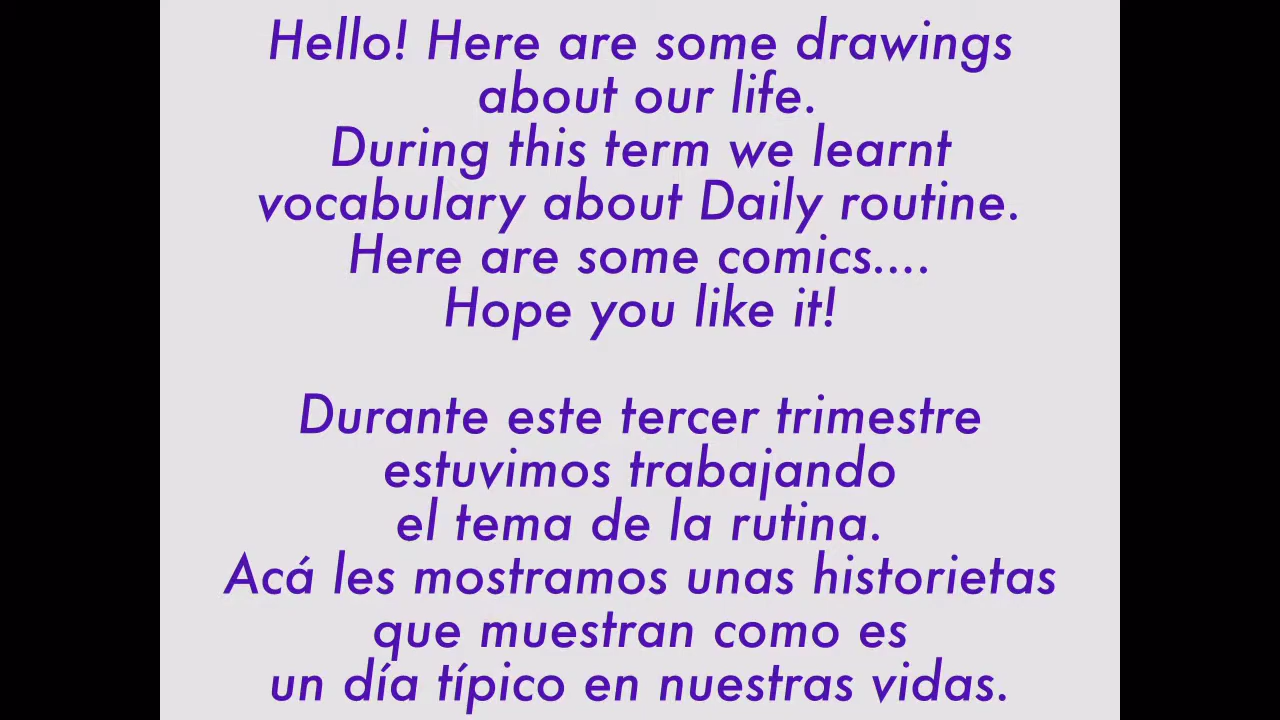 Hello! Here are some drawings
about our life.
During this term we learnt
vocabulary about Daily routine.
Here are some comics....
Hope you like it!
Durante este tercer trimestre
estuvimos trabajando
el tema de la rutina.
Acá les mostramos unas historietas
que muestran como es
un día típico en nuestras vidas.